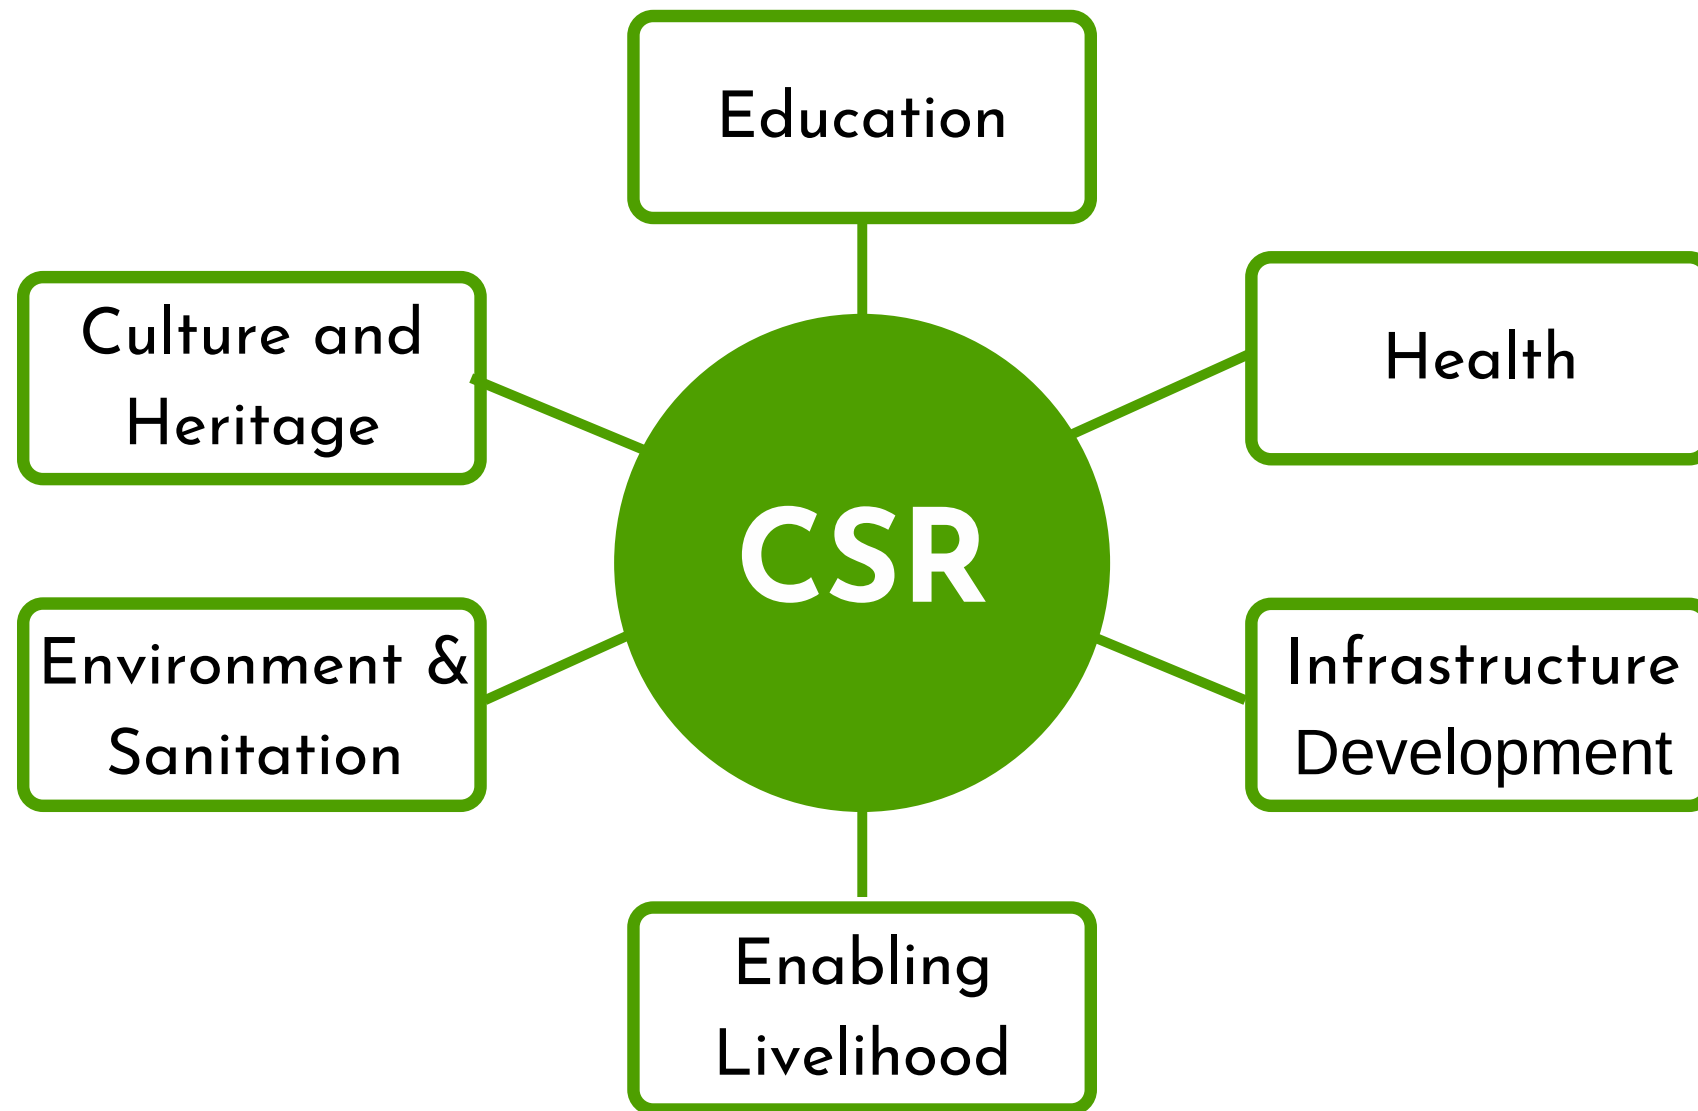 Education
Culture and
Heritage
Health
CSR
Environment &
Sanitation
Infrastructure
Development
Enabling
Livelihood